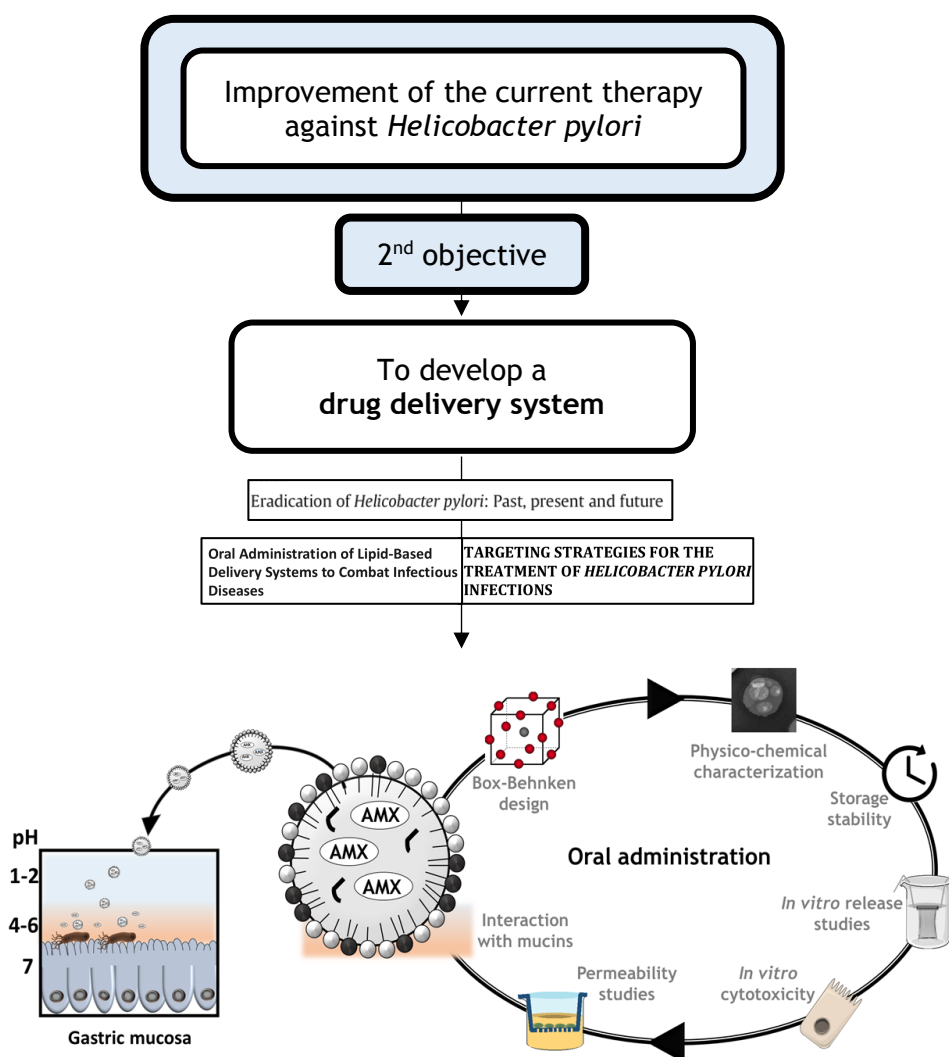 Improvement of the current therapy
against Helicobacter pylori
2nd objective
To develop a
drug delivery system
Eradication of Helicobacter pylori: Past, present and future
Oral Administration of Lipid-Based
Delivery Systems to Combat Infectious
Diseases
TARGETING STRATEGIES FOR THE
TREATMENT OF HELICOBACTER PYLORI
INFECTIONS
Box-Behnken
design
Physico-chemical
characterization
Storage
stability
AMX
AMX
AMX
Oral administration
In vitro release
studies
Interaction
with mucins
Permeability
studies
In vitro
cytotoxicity
pH
1-2
4-6
7
Gastric mucosa